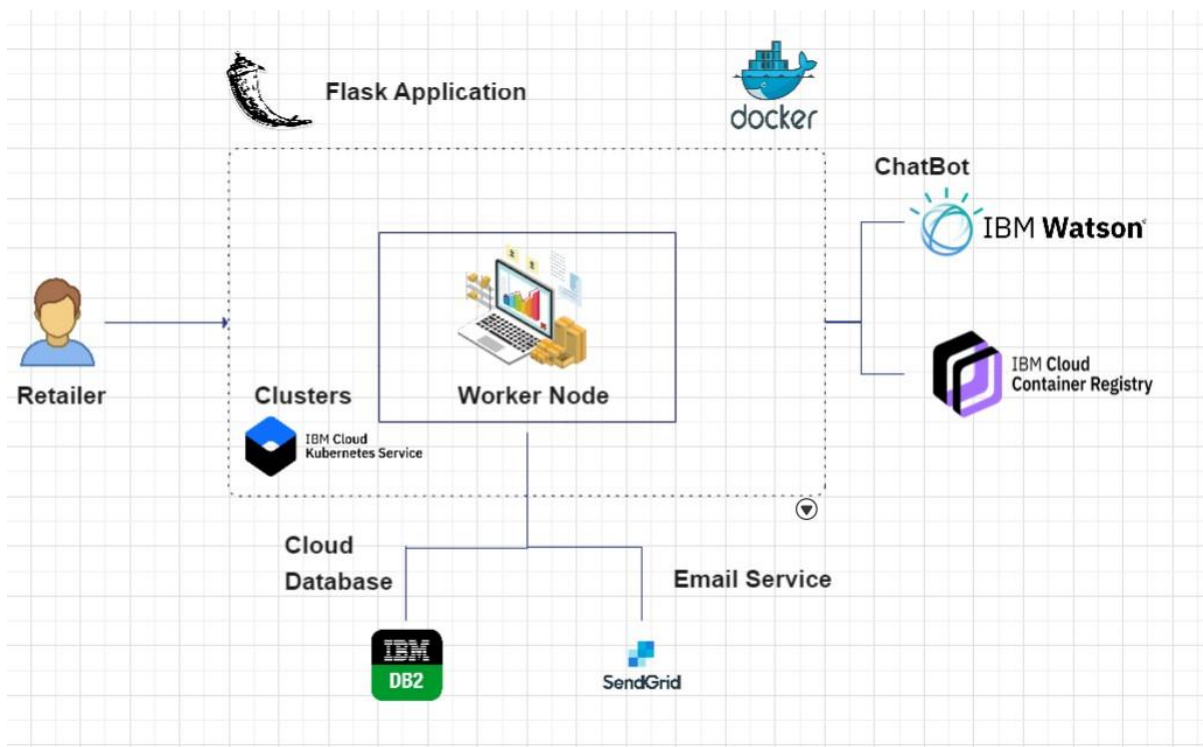 Flask Application
docker
ChatBot
IBM Watson
Retailer
Clusters
Worker Node
IBM Cloud
Container Registry
IBM Cloud
Kubernetes Service
Cloud
Database
Email Service
IBM
DB2
SendGrid